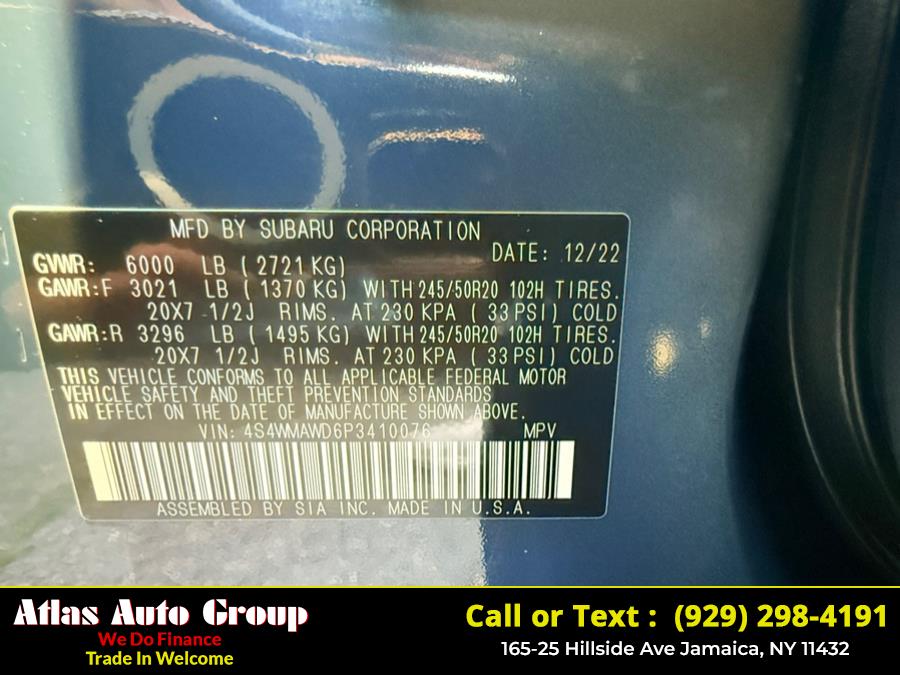 MFD BY SUBARU CORPORATION
DATE: 12/22
GVWR: 6000 LB ( 2721 KG)
GAWR:F 3021 LB ( 1370 KG) WITH 245/50R20 102H TIRES.
20X7 1/2J RIMS. AT 230 KPA ( 33 PSI) COLD
GAWR:R 3296 LB ( 1495 KG) WITH 245/50R20 102H TIRES.
20X7 1/2J RIMS. AT 230 KPA ( 33 PSI) COLD
THIS VEHICLE CONFORMS TO ALL APPLICABLE FEDERAL MOTOR
VEHICLE SAFETY AND THEFT PREVENTION STANDARDS
IN EFFECT ON THE DATE OF MANUFACTURE SHOWN ABOVE.
VIN: 4S4WMAWD6P3410076 MPV
ASSEMBLED BY SIA INC. MADE IN U.S.A.
Atlas Auto Group
We Do Finance
Trade In Welcome
Call or Text : (929) 298-4191
165-25 Hillside Ave Jamaica, NY 11432